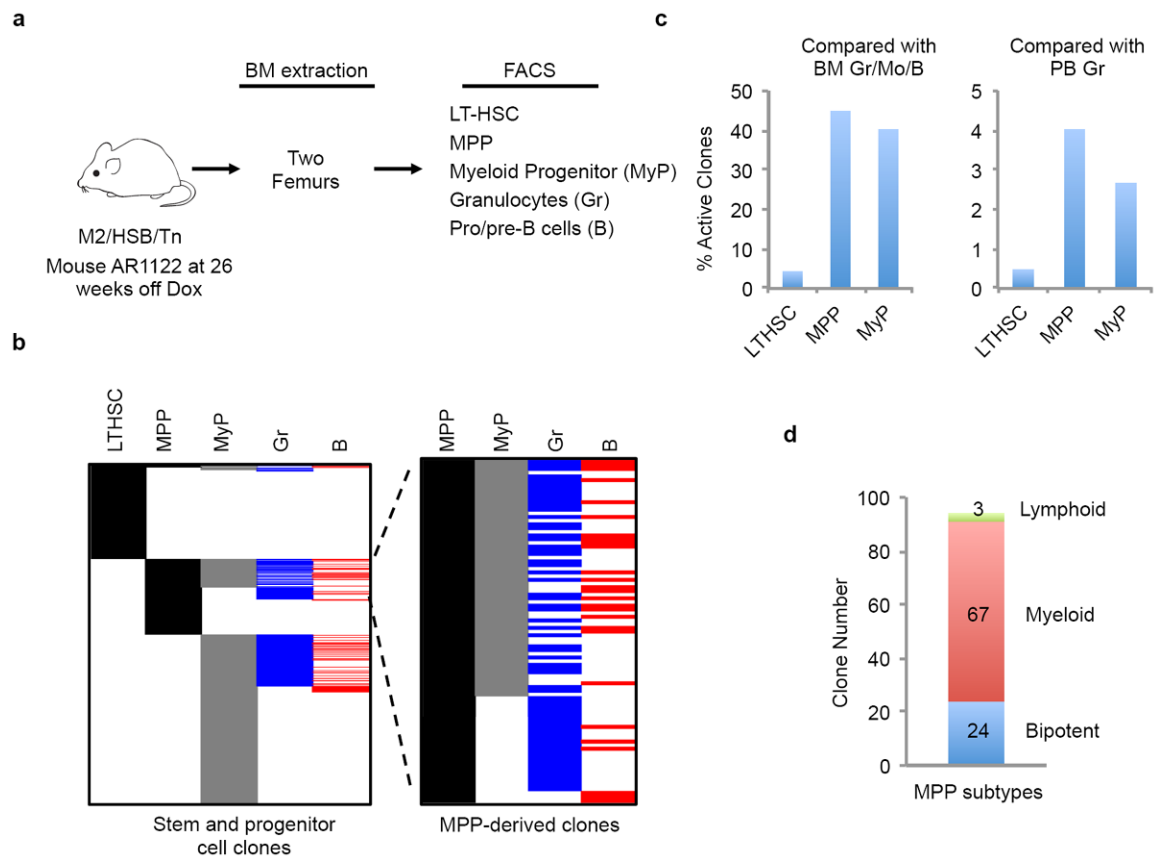 a
BM extraction
FACS
Two
Femurs
LT-HSC
MPP
Myeloid Progenitor (MyP)
Granulocytes (Gr)
Pro/pre-B cells (B)
M2/HSB/Tn
Mouse AR1122 at 26
weeks off Dox
c
Compared with
BM Gr/Mo/B
Compared with
PB Gr
% Active Clones
50
40
30
20
10
0
LTHSC
MPP
MyP
5
4
3
2
1
0
LTHSC
MPP
MyP
b
LTHSC
MPP
MyP
Gr
B
MPP
MyP
Gr
B
Stem and progenitor
cell clones
MPP-derived clones
d
Clone Number
100
80
60
40
20
0
3
67
24
Lymphoid
Myeloid
Bipotent
MPP subtypes